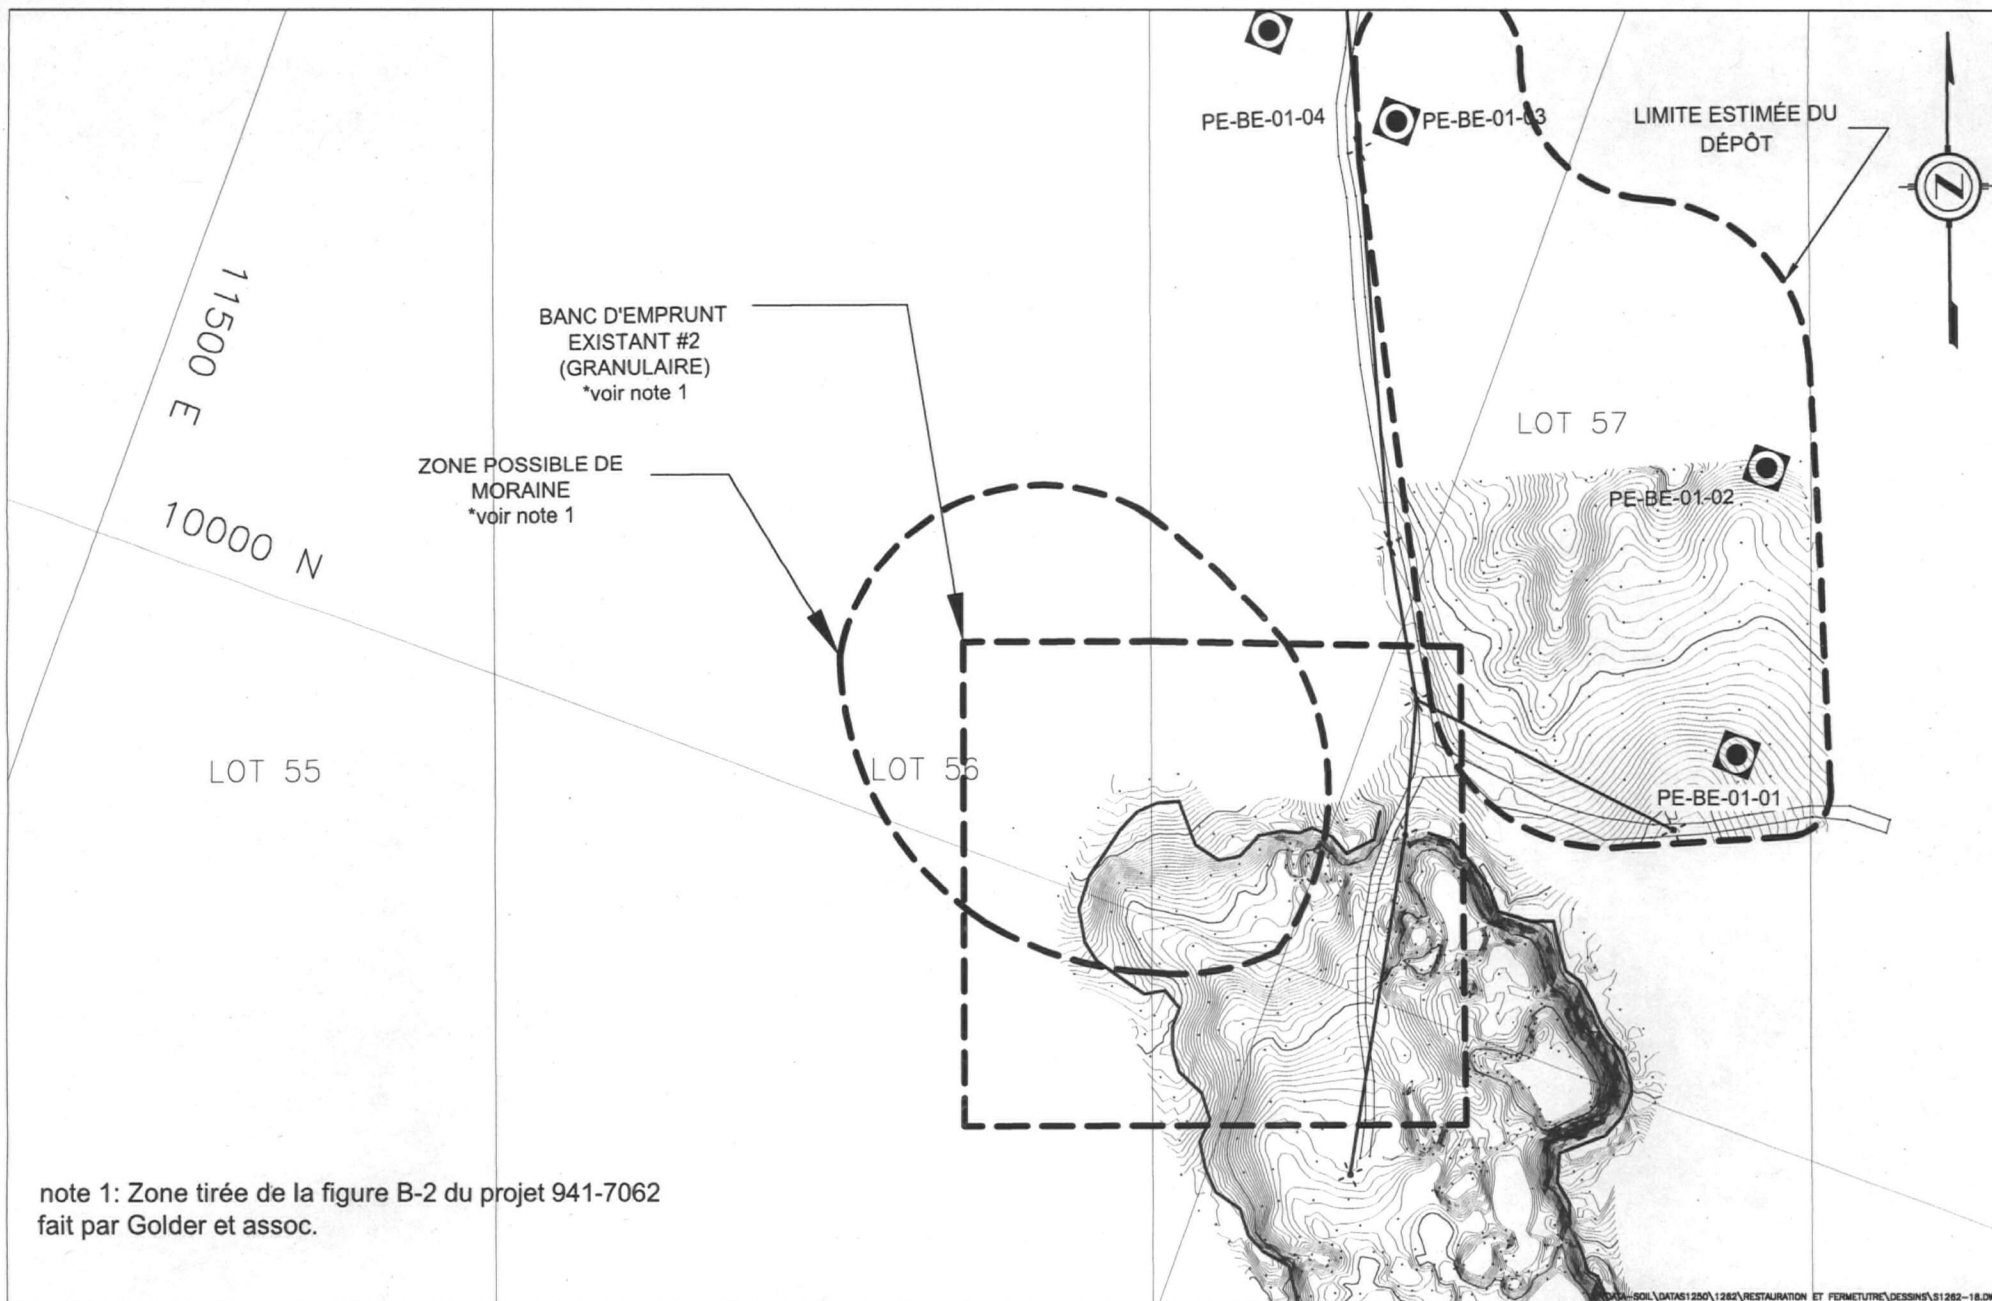 PE-BE-01-04
PE-BE-01-03
LIMITE ESTIMÉE DU
DÉPÔT
N
11500 E
10000 N
BANC D'EMPRUNT
EXISTANT #2
(GRANULAIRE)
*voir note 1
ZONE POSSIBLE DE
MORAINE
*voir note 1
LOT 57
PE-BE-01-02
LOT 55
LOT 56
PE-BE-01-01
note 1: Zone tirée de la figure B-2 du projet 941-7062
fait par Golder et assoc.